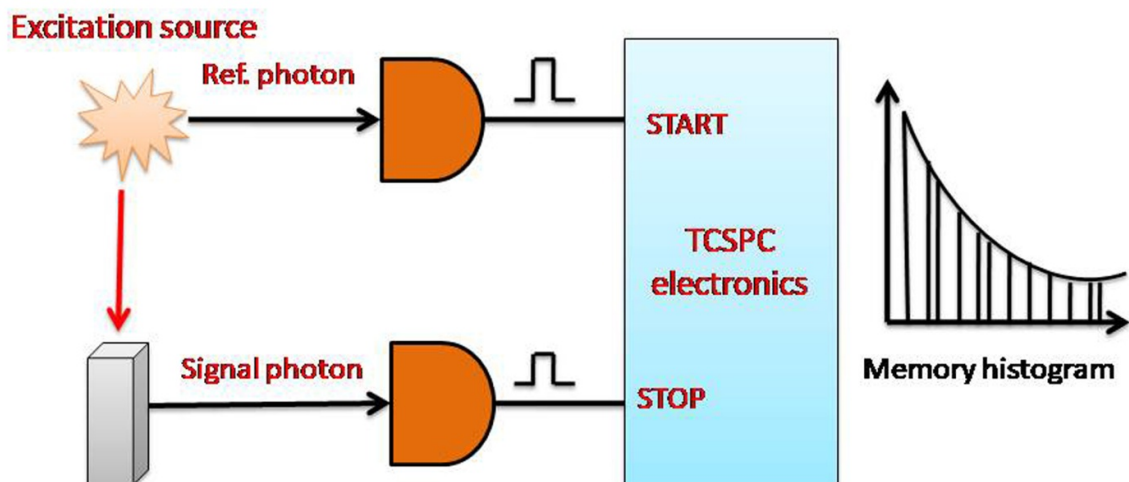 Excitation source
Ref. photon
START
TCSPC
electronics
Signal photon
STOP
Memory histogram